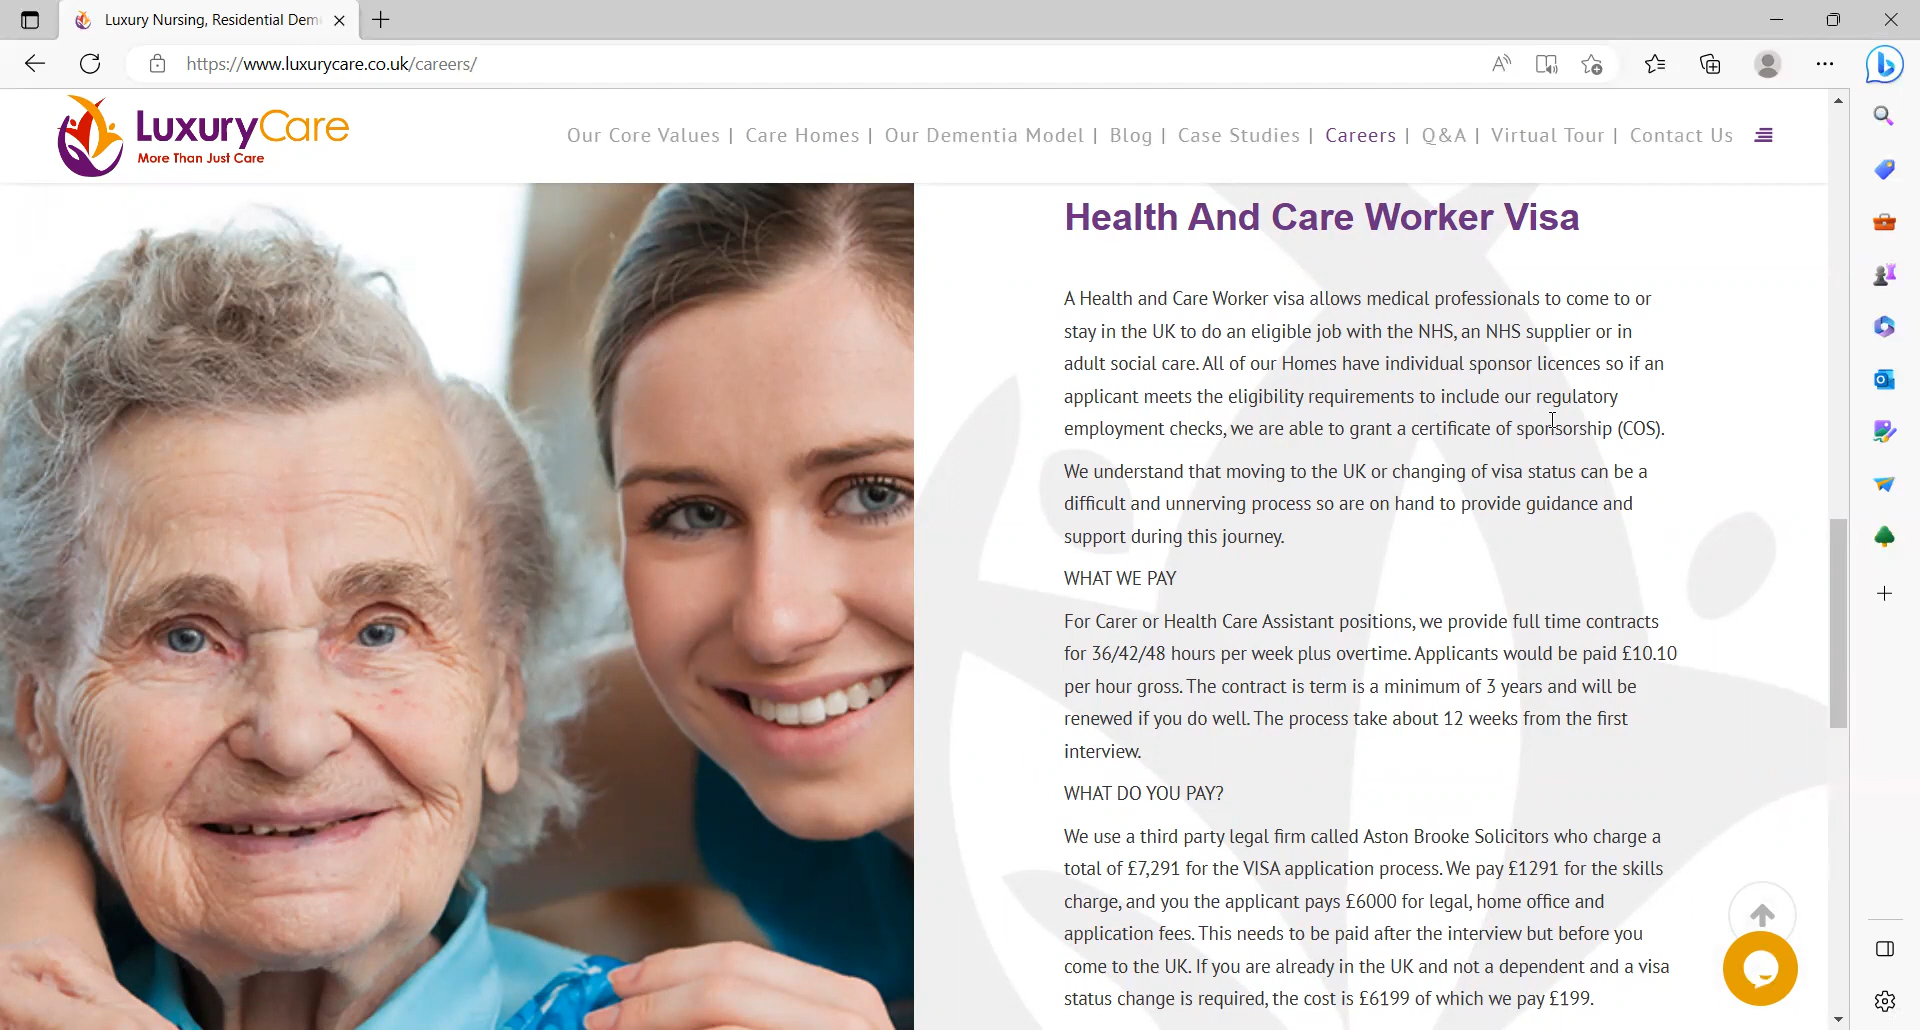 Luxury Nursing, Residential Dem
https://www.luxurycare.co.uk/careers/
LuxuryCare
More Than Just Care
Our Core Values | Care Homes | Our Dementia Model | Blog | Case Studies | Careers | Q&A | Virtual Tour | Contact Us
Health And Care Worker Visa
A Health and Care Worker visa allows medical professionals to come to or
stay in the UK to do an eligible job with the NHS, an NHS supplier or in
adult social care. All of our Homes have individual sponsor licences so if an
applicant meets the eligibility requirements to include our regulatory
employment checks, we are able to grant a certificate of sponsorship (COS).
We understand that moving to the UK or changing of visa status can be a
difficult and unnerving process so are on hand to provide guidance and
support during this journey.
WHAT WE PAY
For Carer or Health Care Assistant positions, we provide full time contracts
for 36/42/48 hours per week plus overtime. Applicants would be paid £10.10
per hour gross. The contract is term is a minimum of 3 years and will be
renewed if you do well. The process take about 12 weeks from the first
interview.
WHAT DO YOU PAY?
We use a third party legal firm called Aston Brooke Solicitors who charge a
total of £7,291 for the VISA application process. We pay £1291 for the skills
charge, and you the applicant pays £6000 for legal, home office and
application fees. This needs to be paid after the interview but before you
come to the UK. If you are already in the UK and not a dependent and a visa
status change is required, the cost is £6199 of which we pay £199.